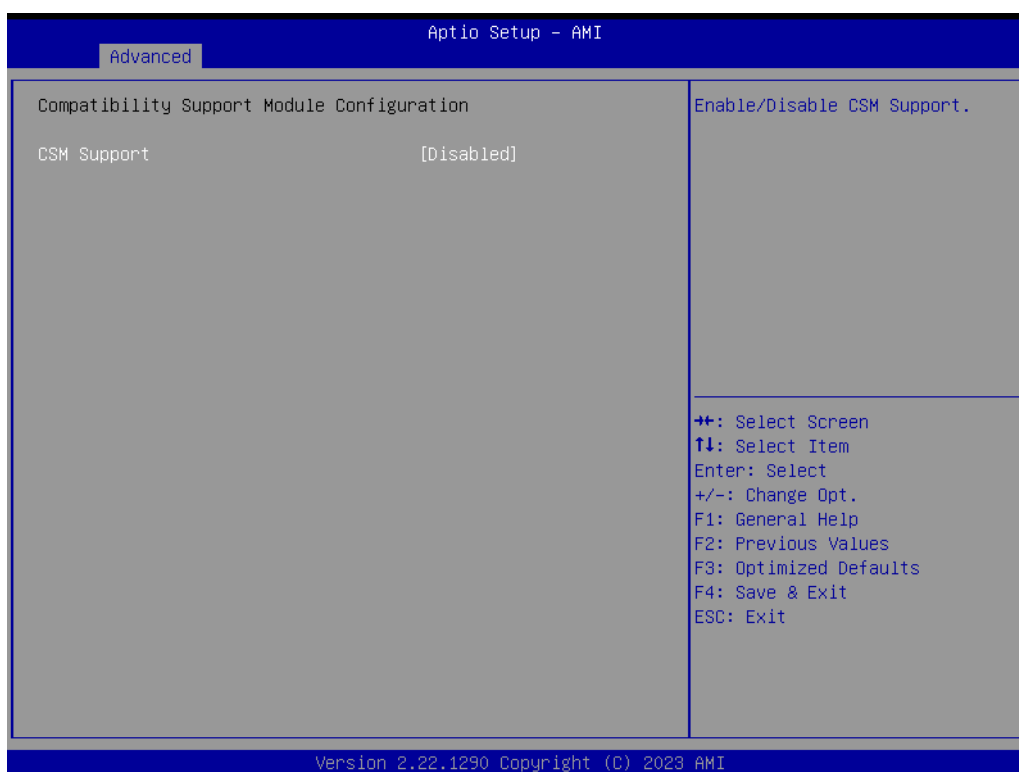 Aptio Setup – AMI
Advanced
Compatibility Support Module Configuration
CSM Support [Disabled]
Enable/Disable CSM Support.
→←: Select Screen
↑↓: Select Item
Enter: Select
+/-: Change Opt.
F1: General Help
F2: Previous Values
F3: Optimized Defaults
F4: Save & Exit
ESC: Exit
Version 2.22.1290 Copyright (C) 2023 AMI